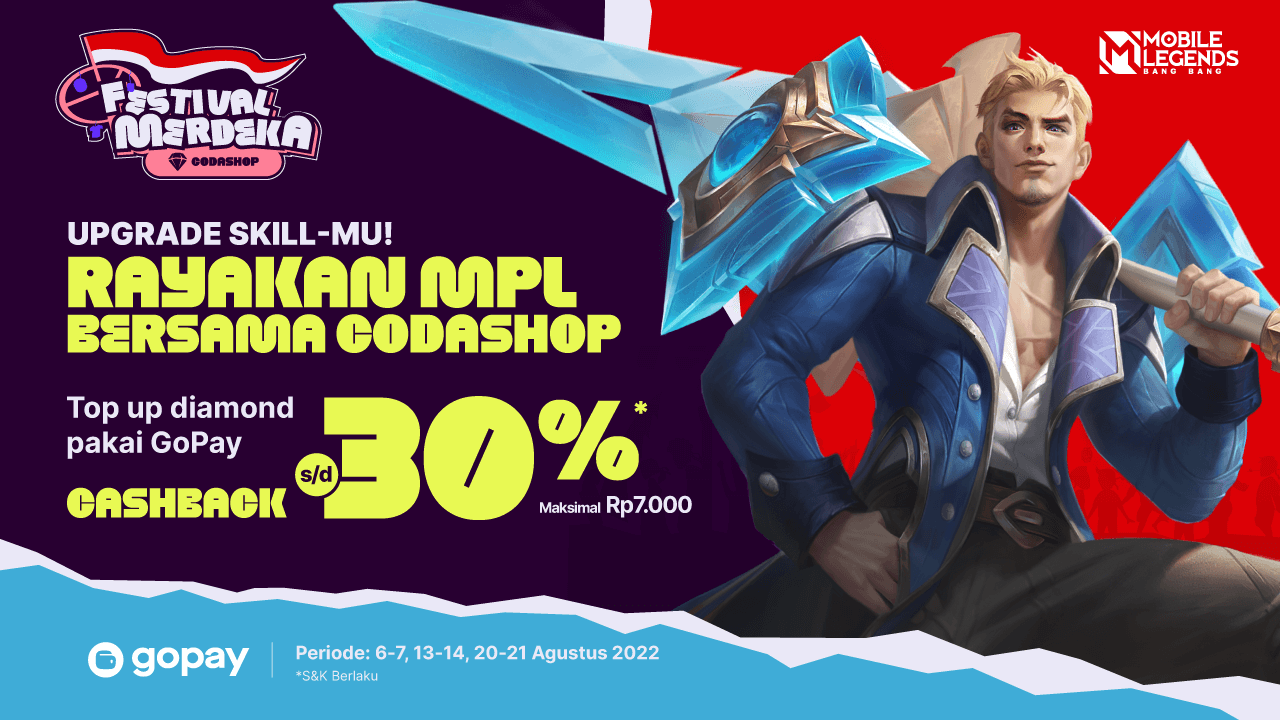 FESTIVAL
MERDEKA
CODASHOP
MOBILE
LEGENDS
BANG BANG
UPGRADE SKILL-MU!
RAYAKAN MPL
BERSAMA CODASHOP
Top up diamond
pakai GoPay
CASHBACK s/d 30%*
Maksimal Rp7.000
gopay
Periode: 6-7, 13-14, 20-21 Agustus 2022
*S&K Berlaku